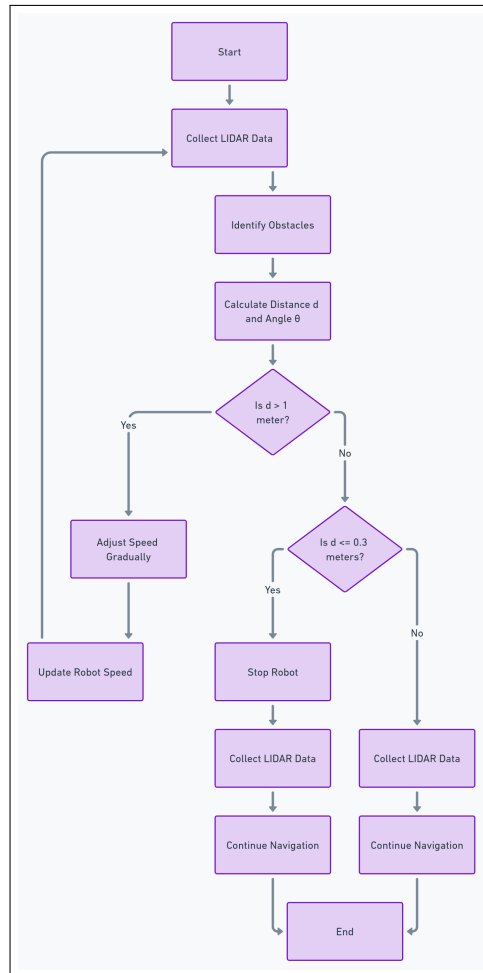 Start
Collect LIDAR Data
Identify Obstacles
Calculate Distance d
and Angle θ
Is d > 1
meter?
Yes
No
Adjust Speed
Gradually
Is d <= 0.3
meters?
Yes
No
Update Robot Speed
Stop Robot
Collect LIDAR Data
Collect LIDAR Data
Continue Navigation
Continue Navigation
End